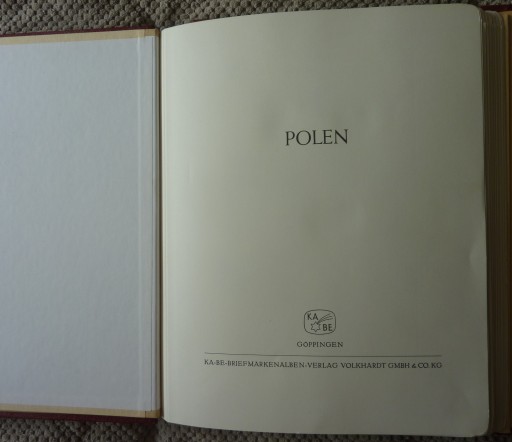 POLEN
KA
BE
GÖPPINGEN
KA-BE-BRIEFMARKENALBEN-VERLAG VOLKHARDT GMBH & CO. KG